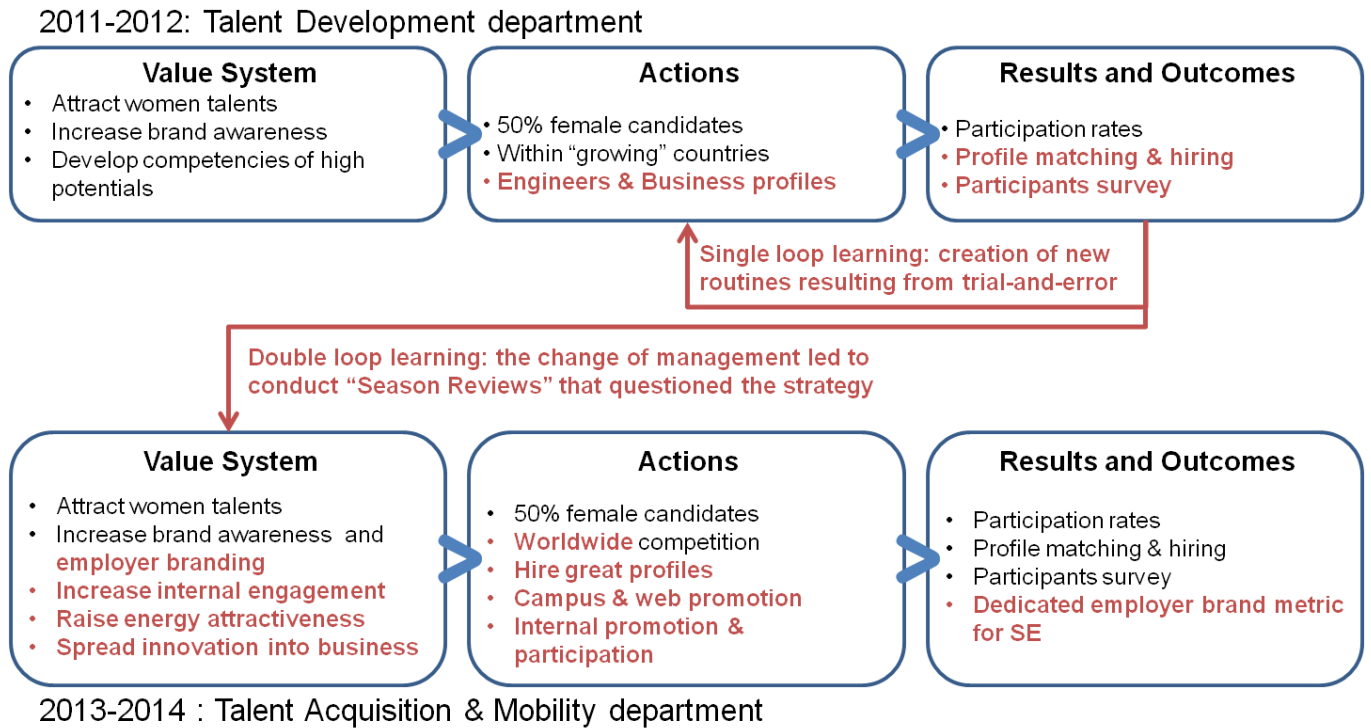 2011-2012: Talent Development department
Value System
• Attract women talents
• Increase brand awareness
• Develop competencies of high
potentials
Actions
• 50% female candidates
• Within “growing” countries
• Engineers & Business profiles
Results and Outcomes
• Participation rates
• Profile matching & hiring
• Participants survey
Single loop learning: creation of new
routines resulting from trial-and-error
Double loop learning: the change of management led to
conduct “Season Reviews” that questioned the strategy
Value System
• Attract women talents
• Increase brand awareness and
employer branding
• Increase internal engagement
• Raise energy attractiveness
• Spread innovation into business
Actions
• 50% female candidates
• Worldwide competition
• Hire great profiles
• Campus & web promotion
• Internal promotion &
participation
Results and Outcomes
• Participation rates
• Profile matching & hiring
• Participants survey
• Dedicated employer brand metric
for SE
2013-2014 : Talent Acquisition & Mobility department